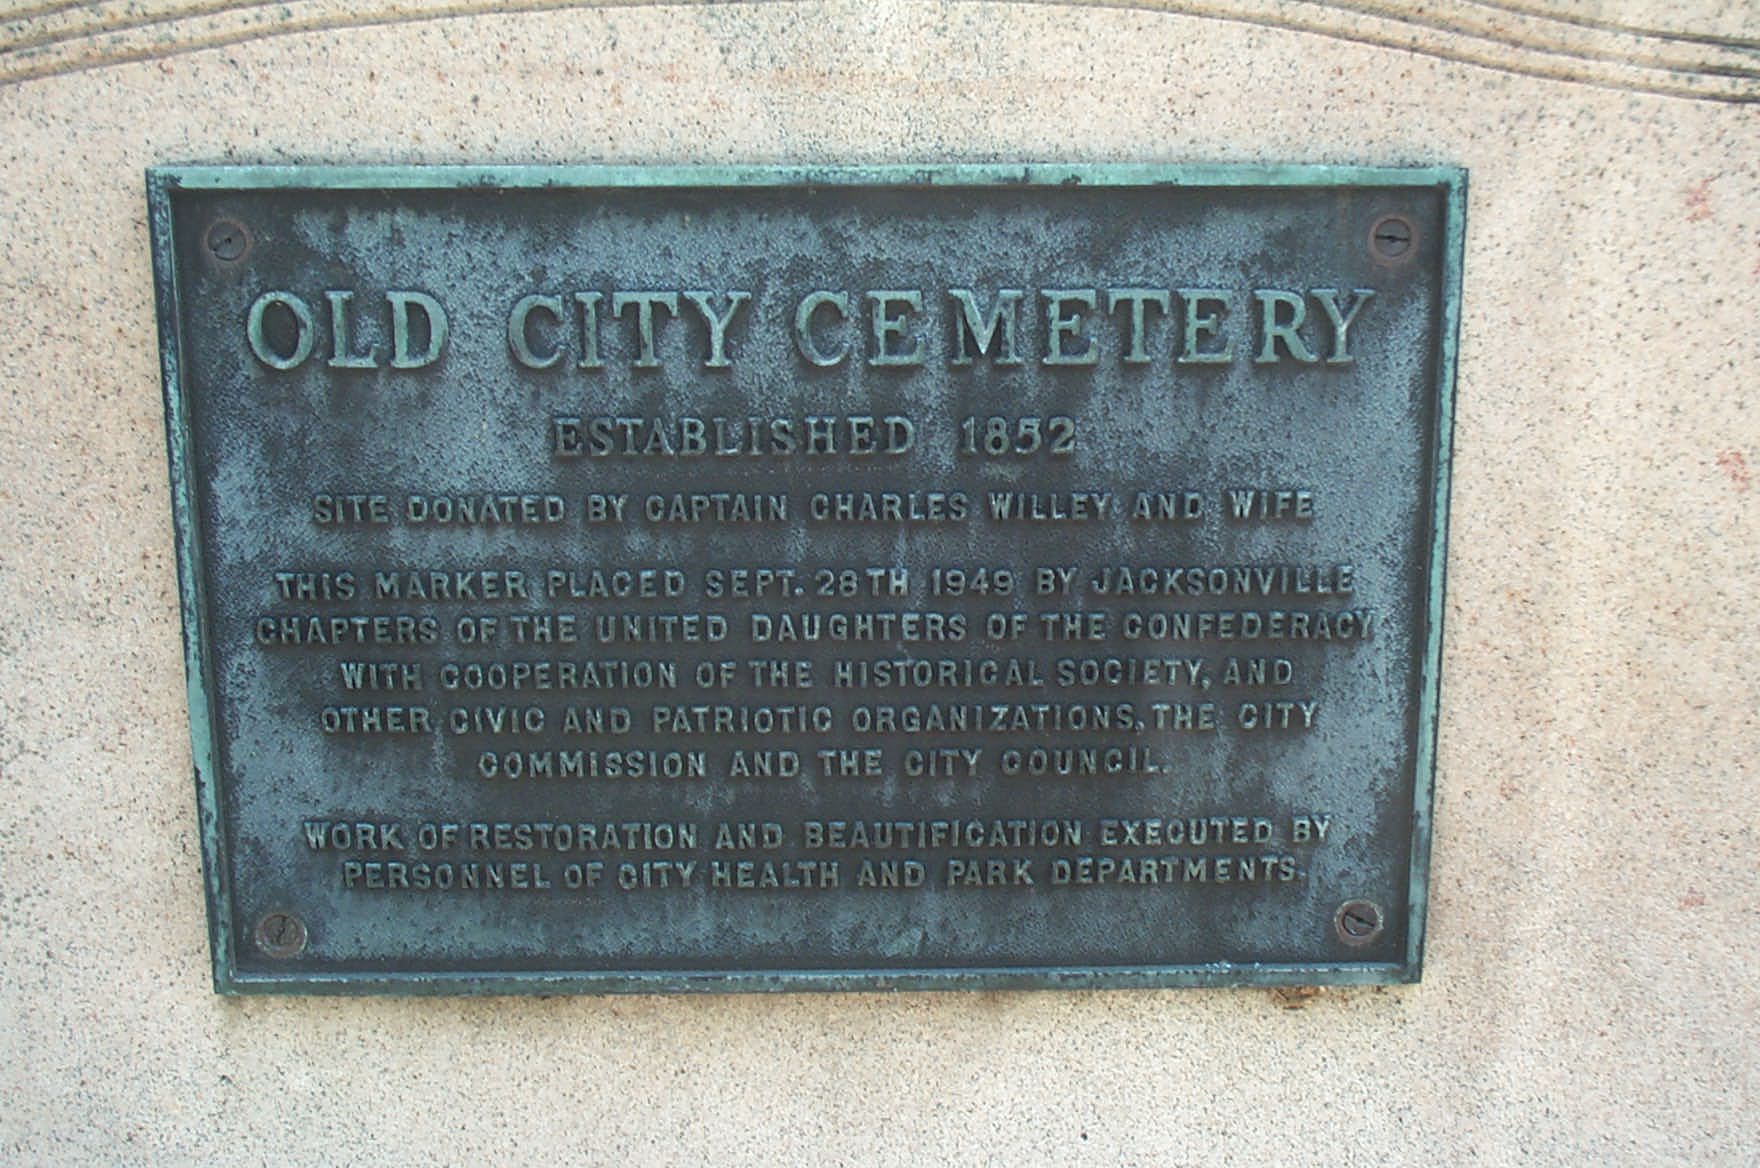 OLD CITY CEMETERY
ESTABLISHED 1852
SITE DONATED BY CAPTAIN CHARLES WILLEY AND WIFE
THIS MARKER PLACED SEPT. 28TH 1949 BY JACKSONVILLE
CHAPTERS OF THE UNITED DAUGHTERS OF THE CONFEDERACY
WITH COOPERATION OF THE HISTORICAL SOCIETY, AND
OTHER CIVIC AND PATRIOTIC ORGANIZATIONS, THE CITY
COMMISSION AND THE CITY COUNCIL.
WORK OF RESTORATION AND BEAUTIFICATION EXECUTED BY
PERSONNEL OF CITY HEALTH AND PARK DEPARTMENTS.